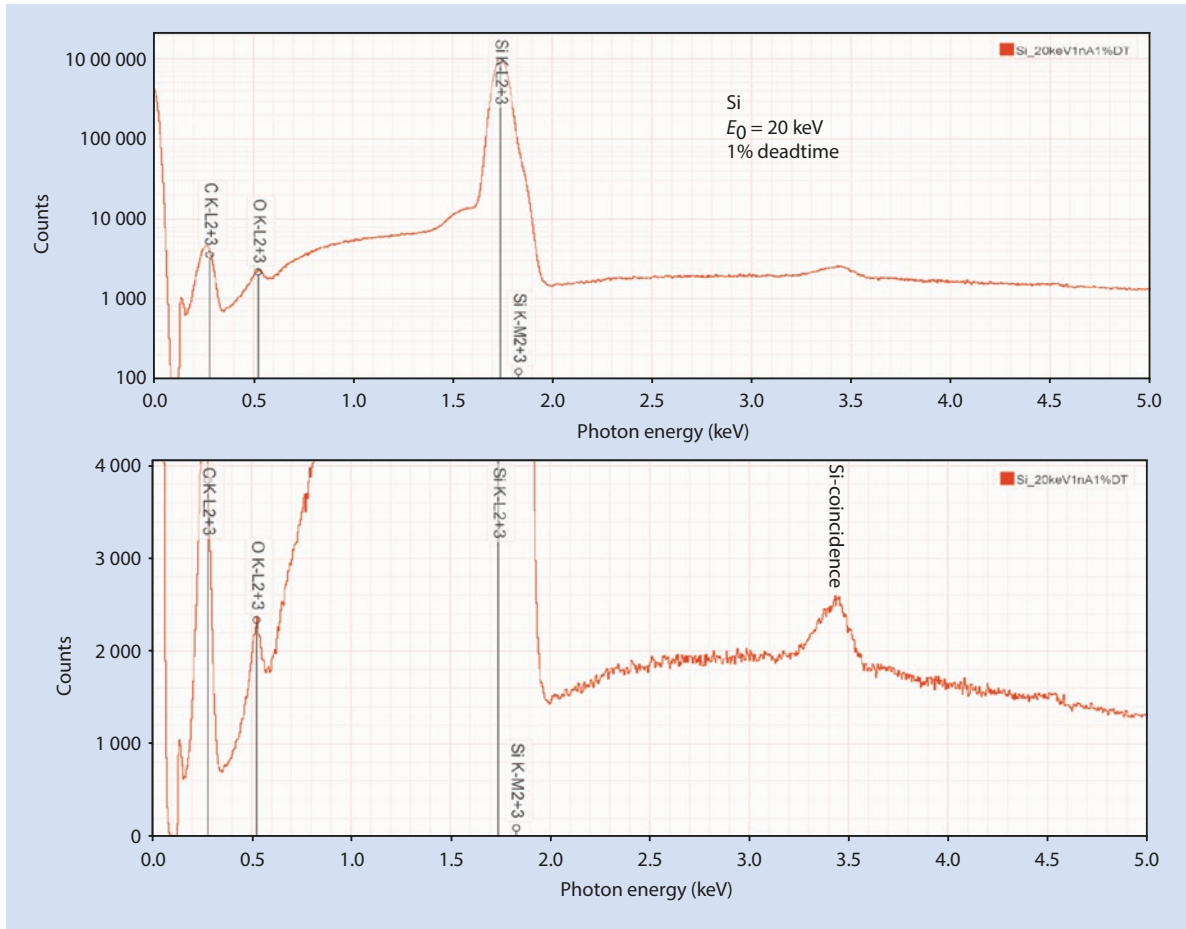 10 00 000
100 000
10 000
1 000
100
Counts
C K-L2+3
O K-L2+3
Si K-L2+3
Si K-M2+3
Si_20keV1nA1%DT
Si
E0 = 20 keV
1% deadtime
0.0 0.5 1.0 1.5 2.0 2.5 3.0 3.5 4.0 4.5 5.0
Photon energy (keV)
4 000
3 000
2 000
1 000
0
Counts
C K-L2+3
O K-L2+3
Si K-L2+3
Si K-M2+3
Si-coincidence
Si_20keV1nA1%DT
0.0 0.5 1.0 1.5 2.0 2.5 3.0 3.5 4.0 4.5 5.0
Photon energy (keV)